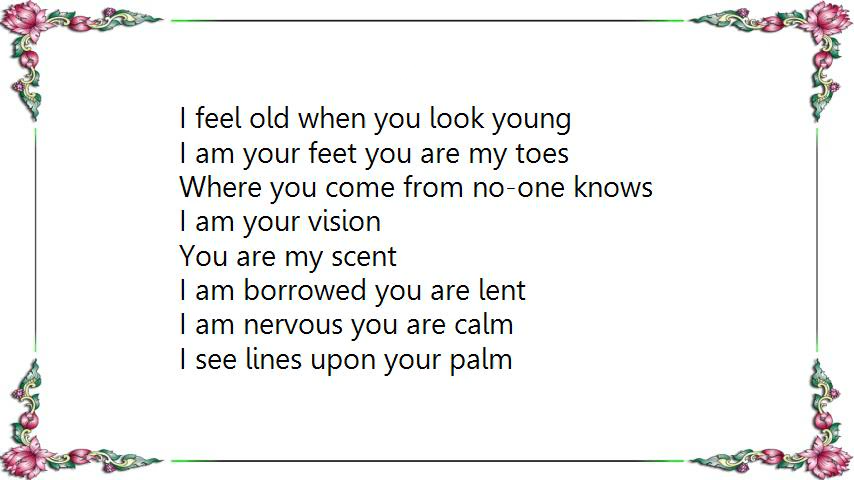 I feel old when you look young
I am your feet you are my toes
Where you come from no-one knows
I am your vision
You are my scent
I am borrowed you are lent
I am nervous you are calm
I see lines upon your palm